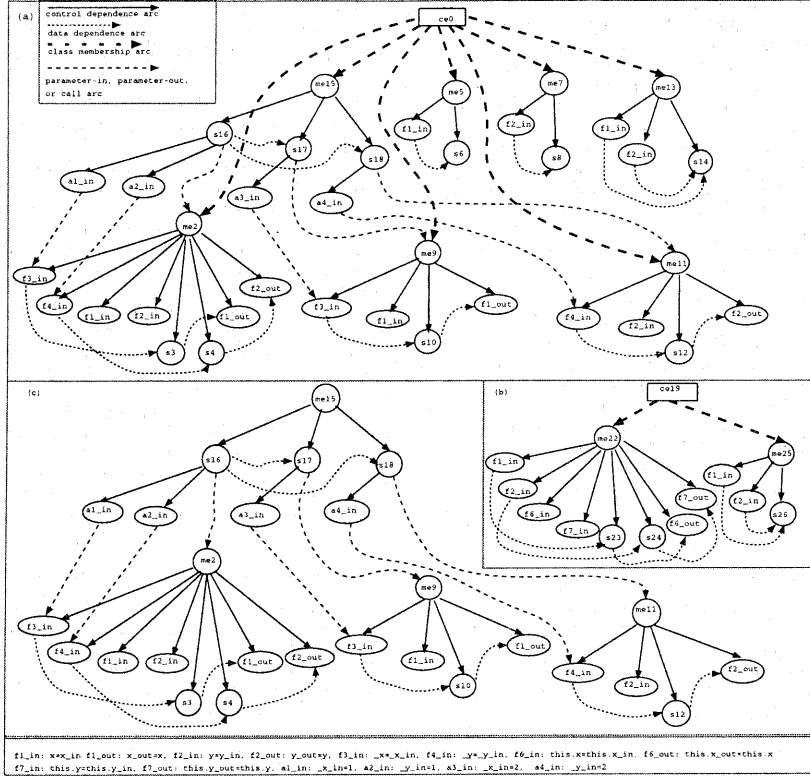 (a)
control dependence arc
data dependence arc
class membership arc
parameter-in, parameter-out,
or call arc
ce0
me15
me5
me7
me13
s16
s17
s18
f1_in
s6
f2_in
s8
f1_in
f2_in
s14
a1_in
a2_in
a3_in
a4_in
me2
me9
me11
f3_in
f4_in
f1_in
f2_in
f1_out
f2_out
s3
s4
f3_in
f1_in
f1_out
s10
f4_in
f2_in
f2_out
s12
(c)
me15
s16
s17
s18
a1_in
a2_in
a3_in
a4_in
me2
me9
me11
f3_in
f4_in
f1_in
f2_in
f1_out
f2_out
s3
s4
f3_in
f1_in
f1_out
s10
f4_in
f2_in
f2_out
s12
(b)
ce19
me22
me25
f1_in
f2_in
f6_in
f7_in
s23
s24
f6_out
f7_out
f1_in
f2_in
s26
f1_in: x=x_in f1_out: x_out=x, f2_in: y=y_in, f2_out: y_out=y, f3_in: _x=_x_in, f4_in: _y=_y_in, f6_in: this.x=this.x_in, f6_out: this.x_out=this.x
f7_in: this.y=this.y_in, f7_out: this.y_out=this.y, a1_in: _x_in=1, a2_in: _y_in=1, a3_in: _x_in=2, a4_in: _y_in=2